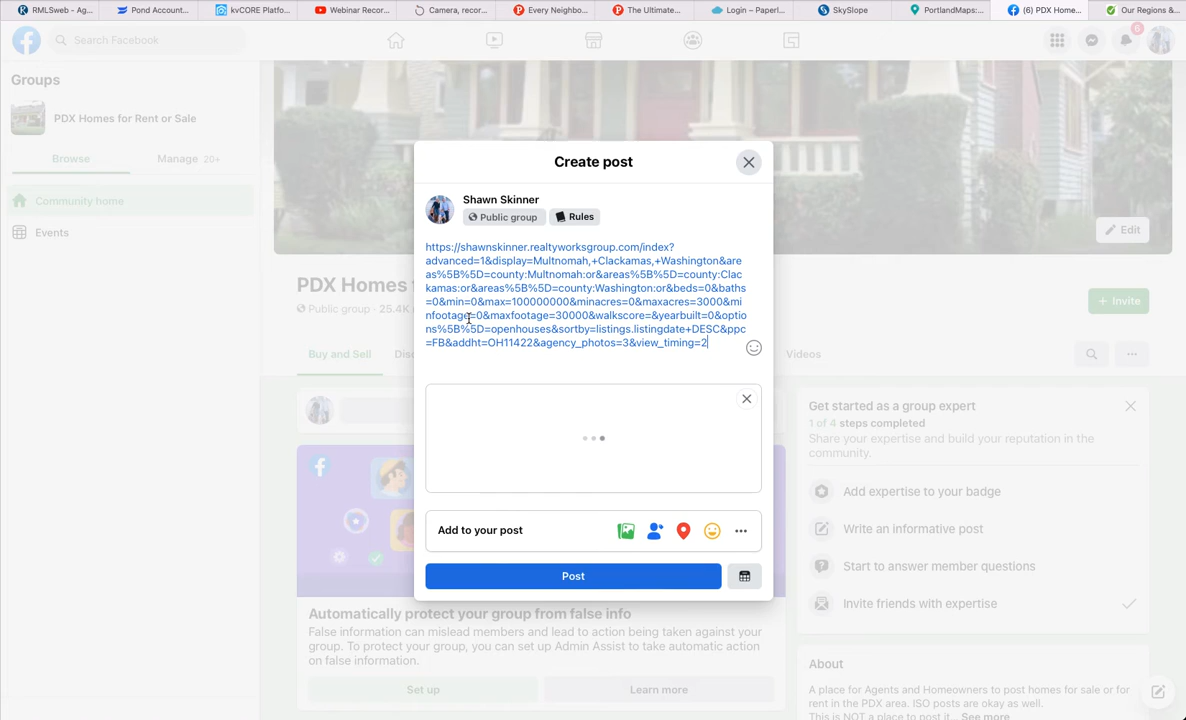 RMLSweb - Ag...
Pond Account...
kvCORE Platfo...
Webinar Recor...
Camera, recor...
Every Neighbo...
The Ultimate...
Login – Paperl...
SkySlope
PortlandMaps:...
(6) PDX Home...
Our Regions &...
Search Facebook
6
Groups
PDX Homes for Rent or Sale
Browse
Manage 20+
Community home
Events
Edit
PDX Homes f
Public group · 25.4K
+ Invite
Buy and Sell
Disc
Videos
Create post
Shawn Skinner
Public group
Rules
https://shawnskinner.realtyworksgroup.com/index?
advanced=1&display=Multnomah,+Clackamas,+Washington&are
as%5B%5D=county:Multnomah:or&areas%5B%5D=county:Clac
kamas:or&areas%5B%5D=county:Washington:or&beds=0&baths
=0&min=0&max=100000000&minacres=0&maxacres=3000&mi
nfootage=0&maxfootage=30000&walkscore=&yearbuilt=0&optio
ns%5B%5D=openhouses&sortby=listings.listingdate+DESC&ppc
=FB&addht=OH11422&agency_photos=3&view_timing=2
Add to your post
Post
Automatically protect your group from false info
False information can mislead members and lead to action being taken against your
group. To protect your group, you can set up Admin Assist to take automatic action
on false information.
Set up
Learn more
Get started as a group expert
1 of 4 steps completed
Share your expertise and build your reputation in the
community.
Add expertise to your badge
Write an informative post
Start to answer member questions
Invite friends with expertise
About
A place for Agents and Homeowners to post homes for sale or for
rent in the PDX area. ISO posts are okay as well.
This is NOT a place to post it... See more